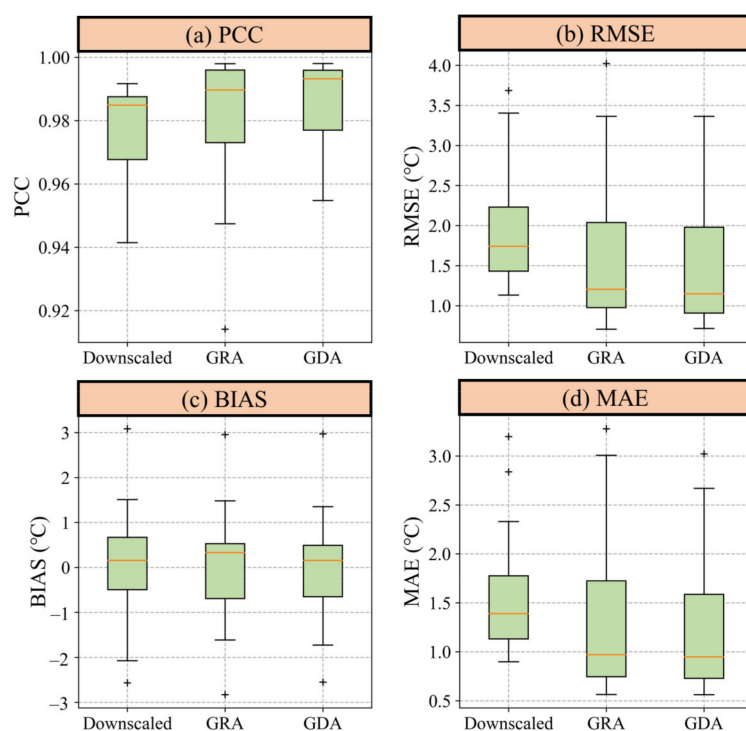 (a) PCC
PCC
1.00
0.98
0.96
0.94
0.92
Downscaled GRA GDA
(b) RMSE
RMSE (°C)
4.0
3.5
3.0
2.5
2.0
1.5
1.0
Downscaled GRA GDA
(c) BIAS
BIAS (°C)
3
2
1
0
−1
−2
−3
Downscaled GRA GDA
(d) MAE
MAE (°C)
3.0
2.5
2.0
1.5
1.0
0.5
Downscaled GRA GDA